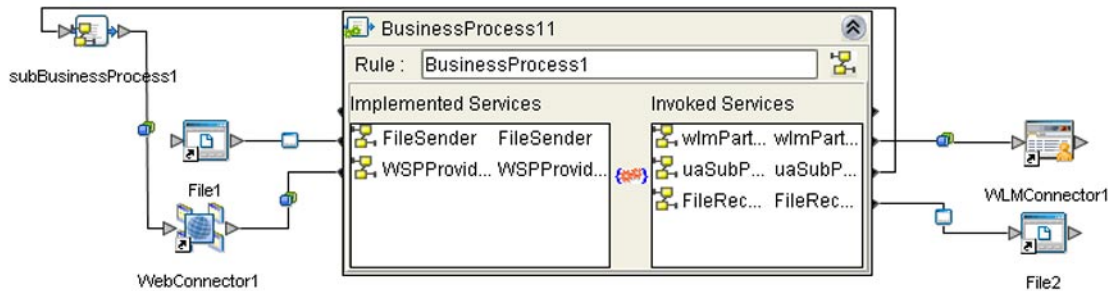 BusinessProcess11
Rule : BusinessProcess1
subBusinessProcess1
Implemented Services Invoked Services
FileSender FileSender
WSPProvid... WSPProvid...
wlmPart... wlmPart...
uaSubP... uaSubP...
FileRec... FileRec...
File1
WebConnector1
WLMConnector1
File2